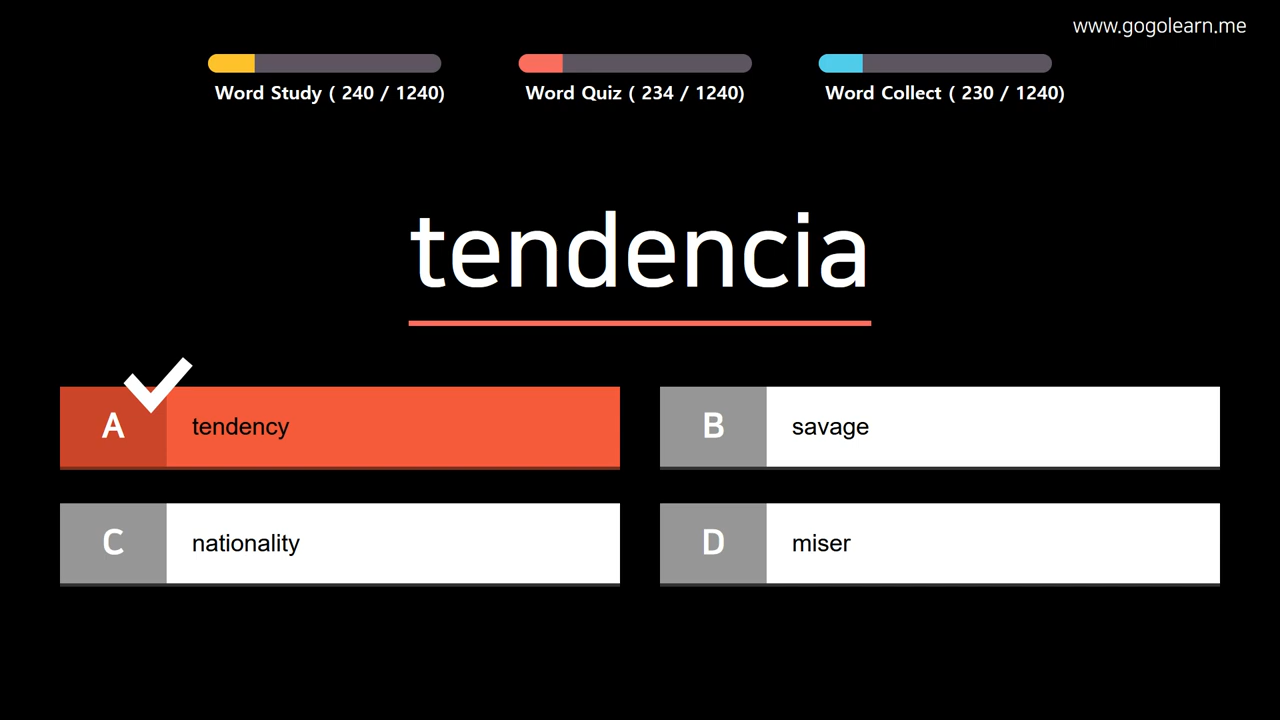 www.gogolearn.me
Word Study ( 240 / 1240)
Word Quiz ( 234 / 1240)
Word Collect ( 230 / 1240)
tendencia
A tendency
B savage
C nationality
D miser